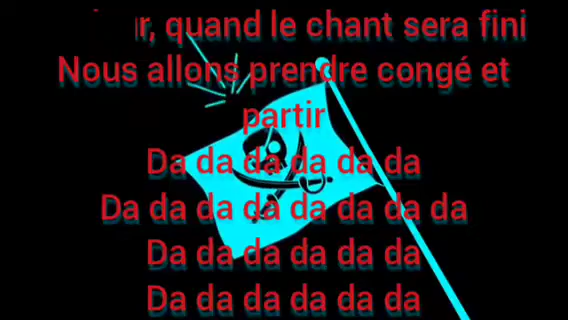 quand le chant sera fini
Nous allons prendre congé et
partir
Da da da da da da
Da da da da da da da da
Da da da da da da
Da da da da da da